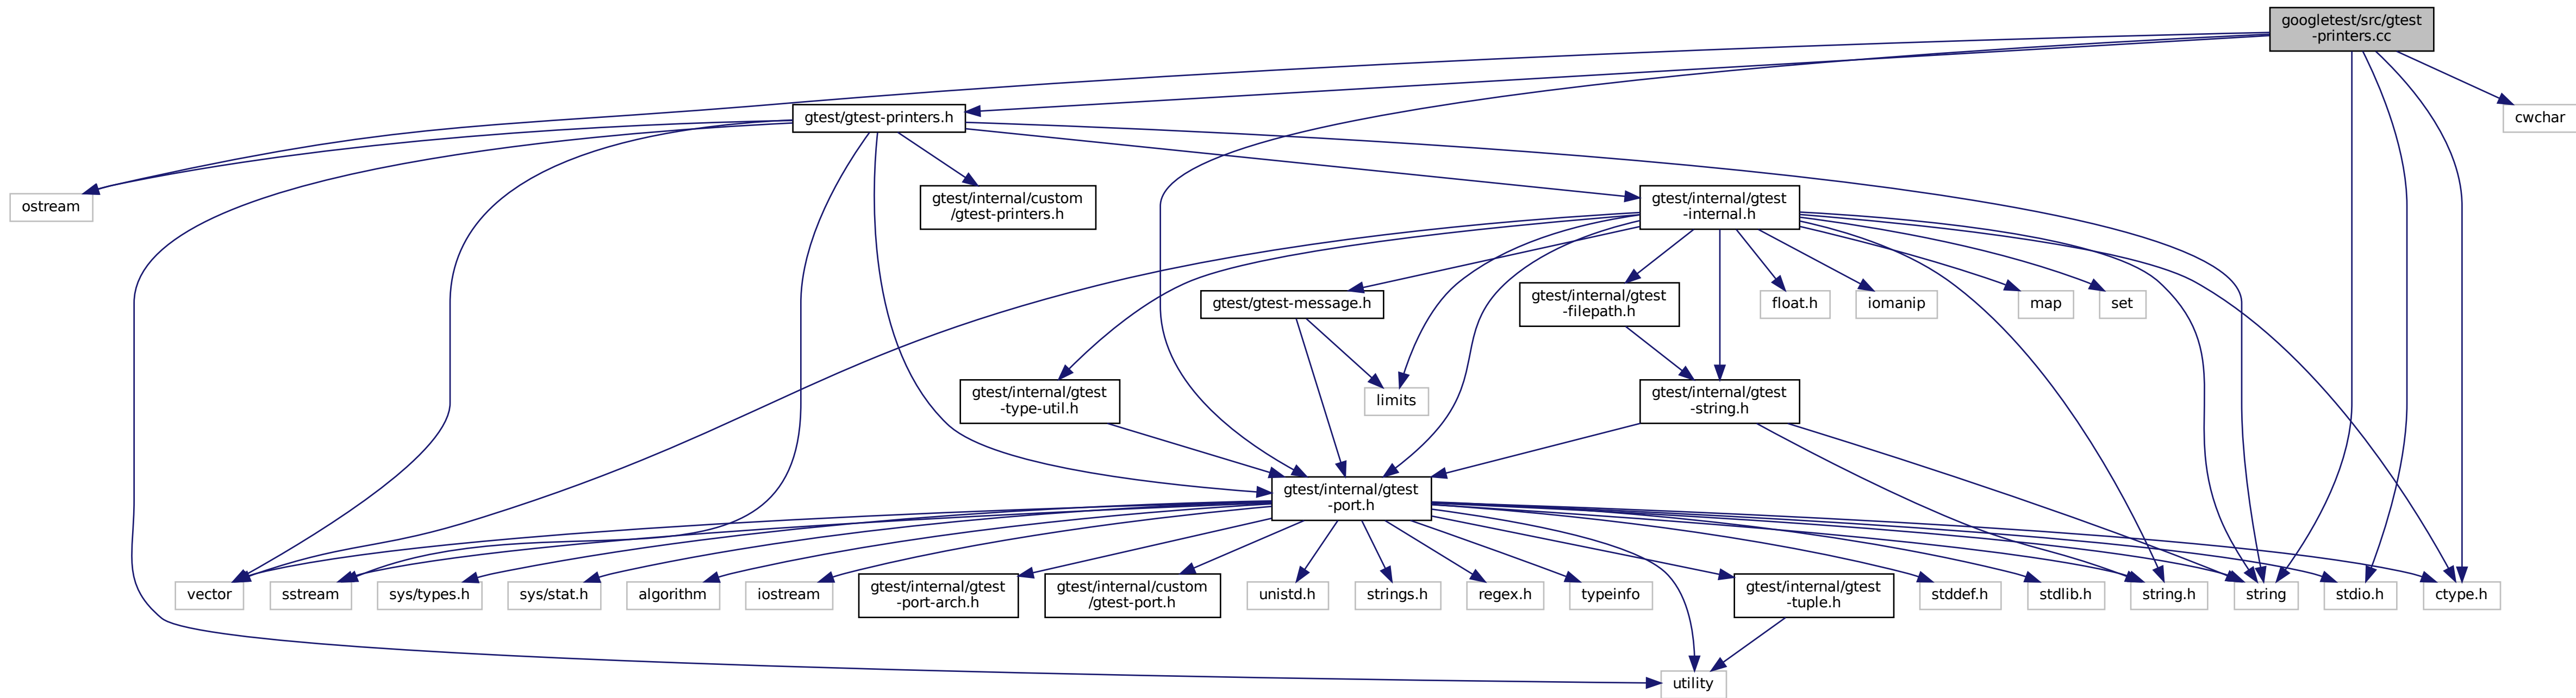 googletest/src/gtest
-printers.cc
gtest/gtest-printers.h
cwchar
ostream
gtest/internal/custom
/gtest-printers.h
gtest/internal/gtest
-internal.h
gtest/gtest-message.h
gtest/internal/gtest
-filepath.h
float.h
iomanip
map
set
gtest/internal/gtest
-type-util.h
limits
gtest/internal/gtest
-string.h
gtest/internal/gtest
-port.h
vector
sstream
sys/types.h
sys/stat.h
algorithm
iostream
gtest/internal/gtest
-port-arch.h
gtest/internal/custom
/gtest-port.h
unistd.h
strings.h
regex.h
typeinfo
gtest/internal/gtest
-tuple.h
stddef.h
stdlib.h
string.h
string
stdio.h
ctype.h
utility